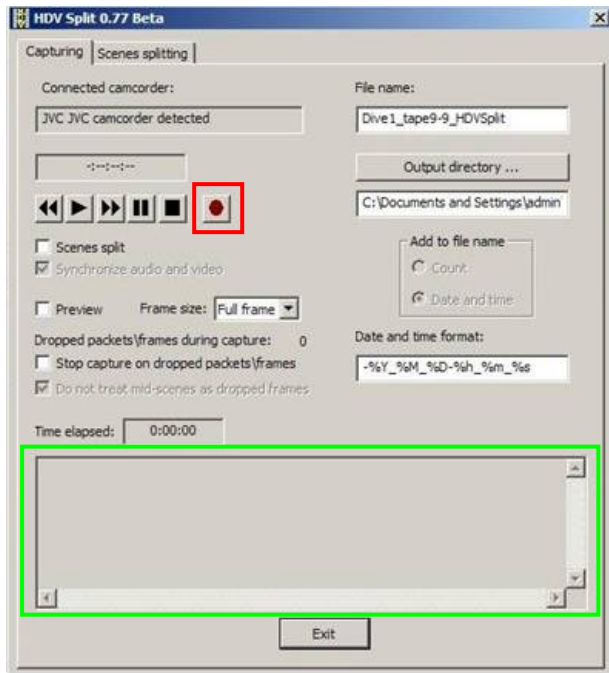 HDV Split 0.77 Beta
Capturing
Scenes splitting
Connected camcorder:
JVC JVC camcorder detected
-:--:--:--
Scenes split
Synchronize audio and video
Preview
Frame size:
Full frame
Dropped packets\frames during capture: 0
Stop capture on dropped packets\frames
Do not treat mid-scenes as dropped frames
Time elapsed:
0:00:00
File name:
Dive1_tape9-9_HDVSplit
Output directory ...
C:\Documents and Settings\admin
Add to file name
Count
Date and time
Date and time format:
-%Y_%M_%D-%h_%m_%s
Exit